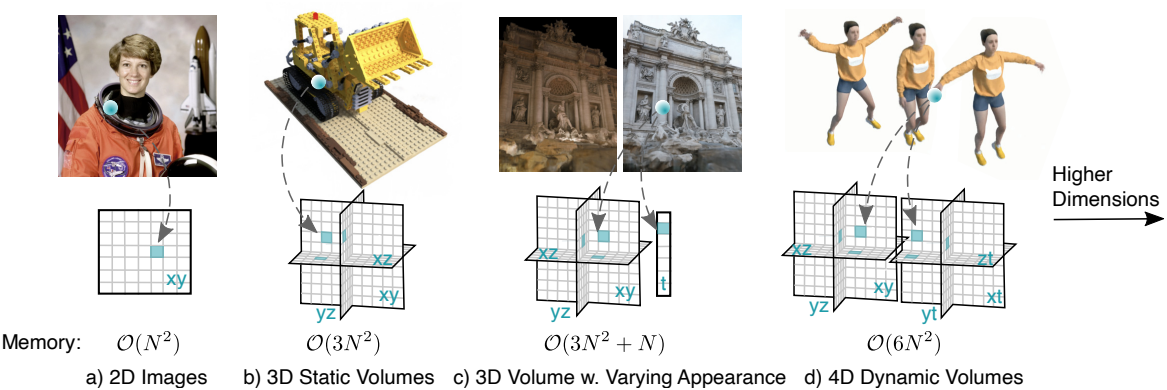 Higher
Dimensions
xy
xz
xy
yz
xz
xy
yz
t
xz
xy
yz
zt
xt
yt
Memory: O(N²) O(3N²) O(3N² + N) O(6N²)
a) 2D Images b) 3D Static Volumes c) 3D Volume w. Varying Appearance d) 4D Dynamic Volumes